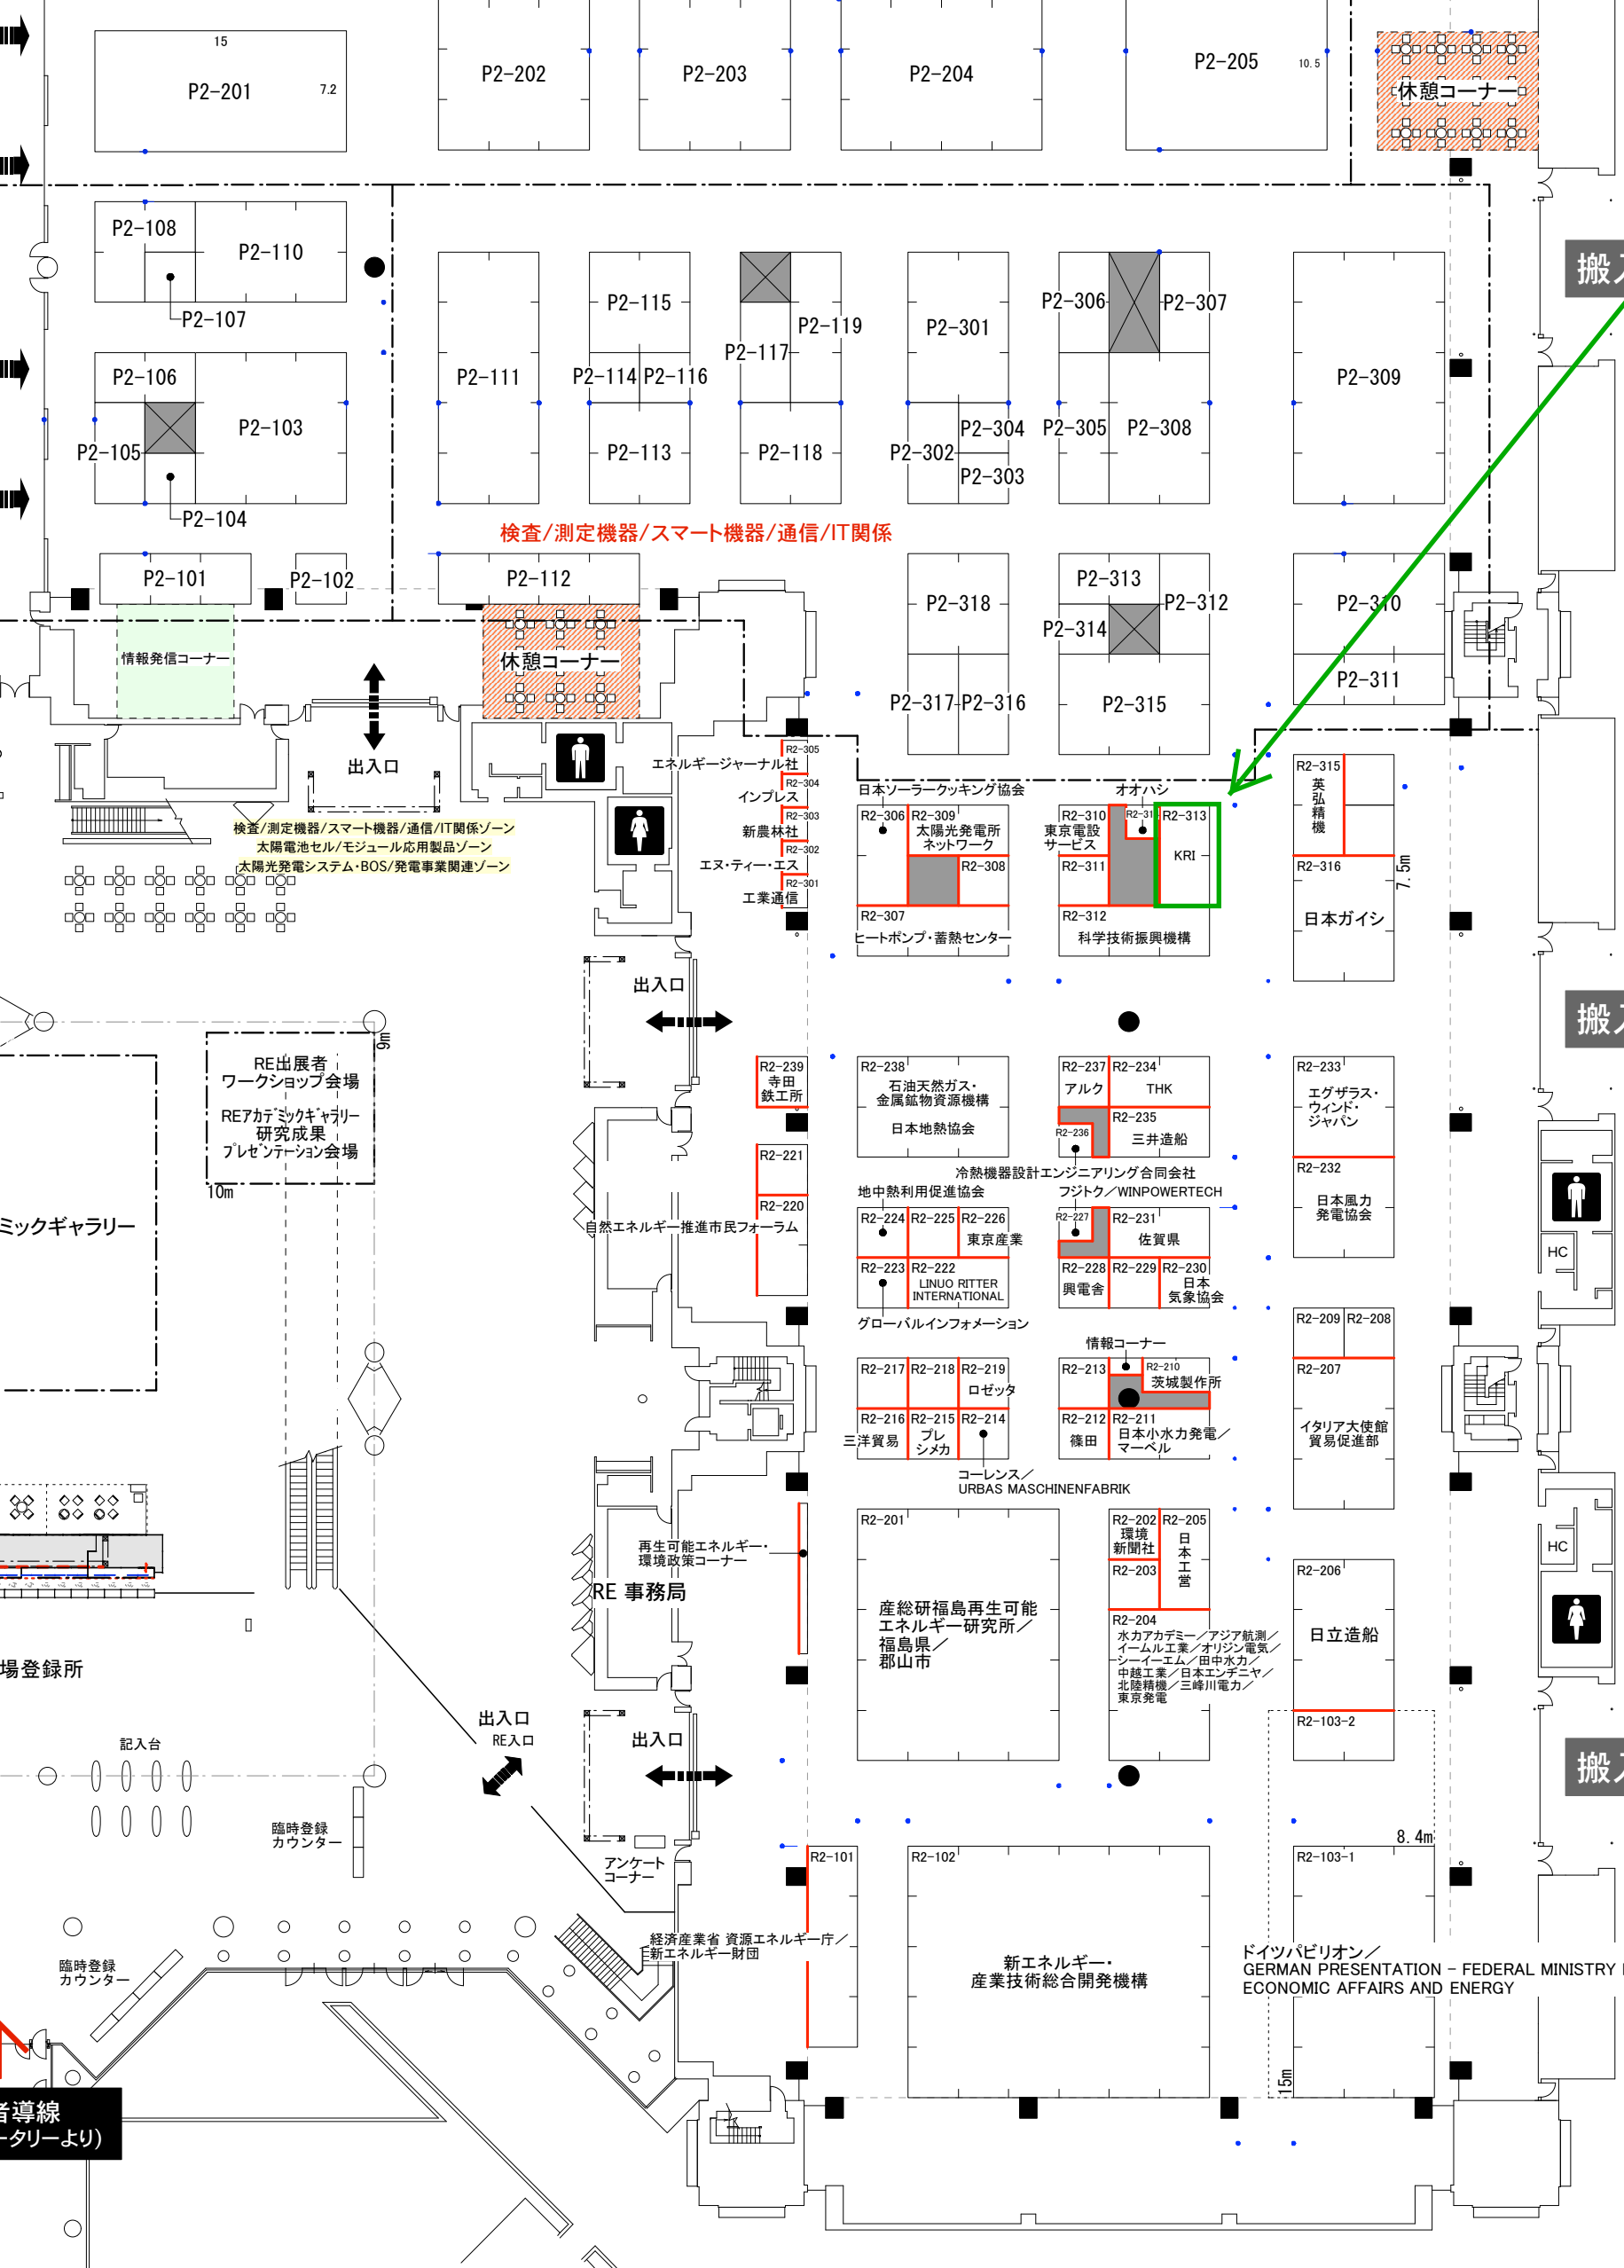 15
P2-201
7.2
P2-202
P2-203
P2-204
P2-205
10.5
休憩コーナー
P2-108
P2-110
P2-107
P2-106
P2-103
P2-105
P2-104
P2-101
P2-102
P2-111
P2-115
P2-114
P2-116
P2-113
P2-117
P2-119
P2-118
P2-301
P2-302
P2-304
P2-303
P2-306
P2-307
P2-305
P2-308
P2-309
搬入
検査/測定機器/スマート機器/通信/IT関係
P2-112
P2-318
P2-317
P2-316
P2-313
P2-312
P2-314
P2-315
P2-310
P2-311
情報発信コーナー
休憩コーナー
出入口
検査/測定機器/スマート機器/通信/IT関係ゾーン
太陽電池セル/モジュール応用製品ゾーン
太陽光発電システム・BOS/発電事業関連ゾーン
R2-305
エネルギージャーナル社
R2-304
インプレス
R2-303
新農林社
R2-302
エヌ・ティー・エス
R2-301
工業通信
日本ソーラークッキング協会
R2-306
R2-309
太陽光発電所
ネットワーク
R2-308
R2-307
ヒートポンプ・蓄熱センター
オオハシ
R2-310
東京電設
サービス
R2-31
R2-313
KRI
R2-311
R2-312
科学技術振興機構
R2-315
英弘精機
R2-316
7.5m
日本ガイシ
出入口
搬入
RE出展者
ワークショップ会場
REアカデミックギャラリー
研究成果
プレゼンテーション会場
9m
10m
ミックギャラリー
R2-239
寺田
鉄工所
R2-221
R2-220
自然エネルギー推進市民フォーラム
R2-238
石油天然ガス・
金属鉱物資源機構
日本地熱協会
R2-237
アルク
R2-234
THK
R2-235
三井造船
R2-236
冷熱機器設計エンジニアリング合同会社
R2-233
エグザラス・
ウィンド・
ジャパン
R2-232
日本風力
発電協会
地中熱利用促進協会
R2-224
R2-225
R2-226
東京産業
R2-223
R2-222
LINUO RITTER
INTERNATIONAL
グローバルインフォメーション
フジトク/WINPOWERTECH
R2-227
R2-231
佐賀県
R2-228
興電舎
R2-229
R2-230
日本
気象協会
HC
情報コーナー
R2-217
R2-218
R2-219
ロゼッタ
R2-216
三洋貿易
R2-215
プレ
シメカ
R2-214
コーレンス/
URBAS MASCHINENFABRIK
R2-213
R2-210
茨城製作所
R2-212
篠田
R2-211
日本小水力発電/
マーベル
R2-209
R2-208
R2-207
イタリア大使館
貿易促進部
再生可能エネルギー・
環境政策コーナー
RE 事務局
R2-201
産総研福島再生可能
エネルギー研究所/
福島県/
郡山市
R2-202
環境
新聞社
R2-203
R2-205
日本工営
R2-204
水力アカデミー/アジア航測/
イームル工業/オリジン電気/
シーイーエム/田中水力/
中越工業/日本エンヂニヤ/
北陸精機/三峰川電力/
東京発電
R2-206
日立造船
R2-103-2
HC
場登録所
出入口
RE入口
出入口
記入台
臨時登録
カウンター
アンケート
コーナー
搬入
8.4m
R2-101
経済産業省 資源エネルギー庁/
新エネルギー財団
R2-102
新エネルギー・
産業技術総合開発機構
R2-103-1
ドイツパビリオン/
GERMAN PRESENTATION - FEDERAL MINISTRY
ECONOMIC AFFAIRS AND ENERGY
15m
臨時登録
カウンター
者導線
ータリーより)